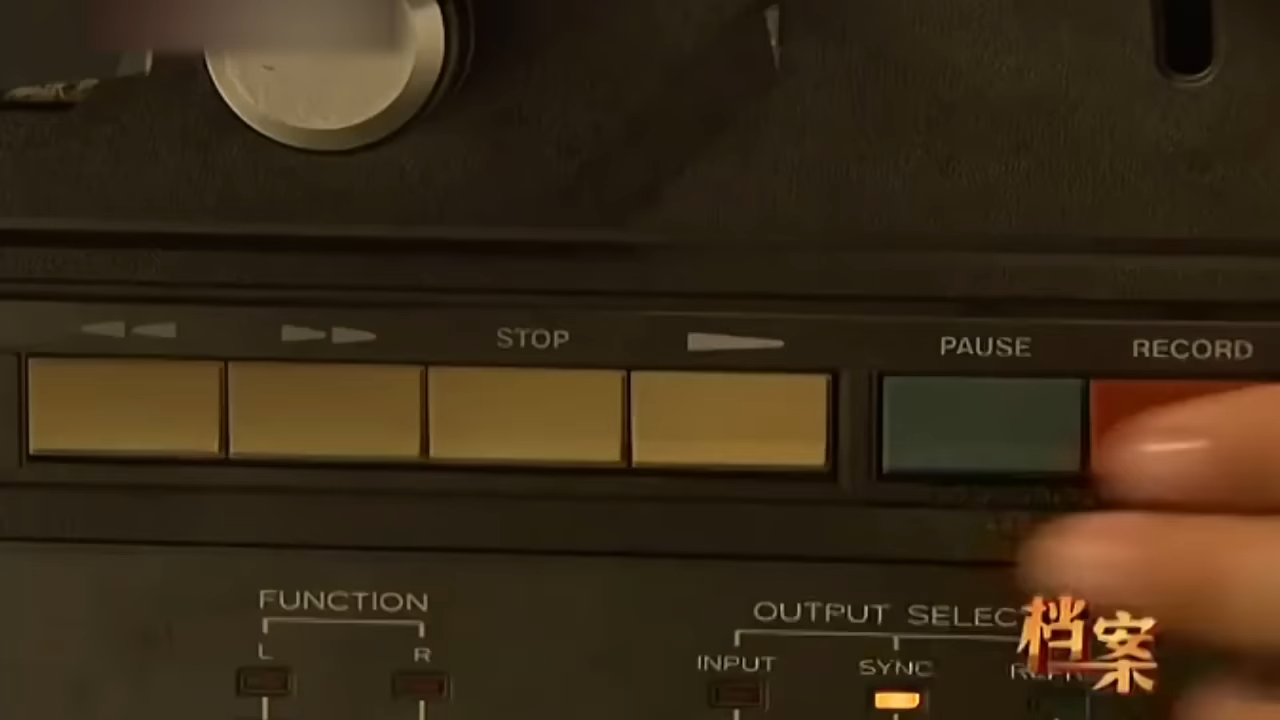 STOP
PAUSE RECORD
FUNCTION
L R
OUTPUT SELEC
INPUT SYNC
档案